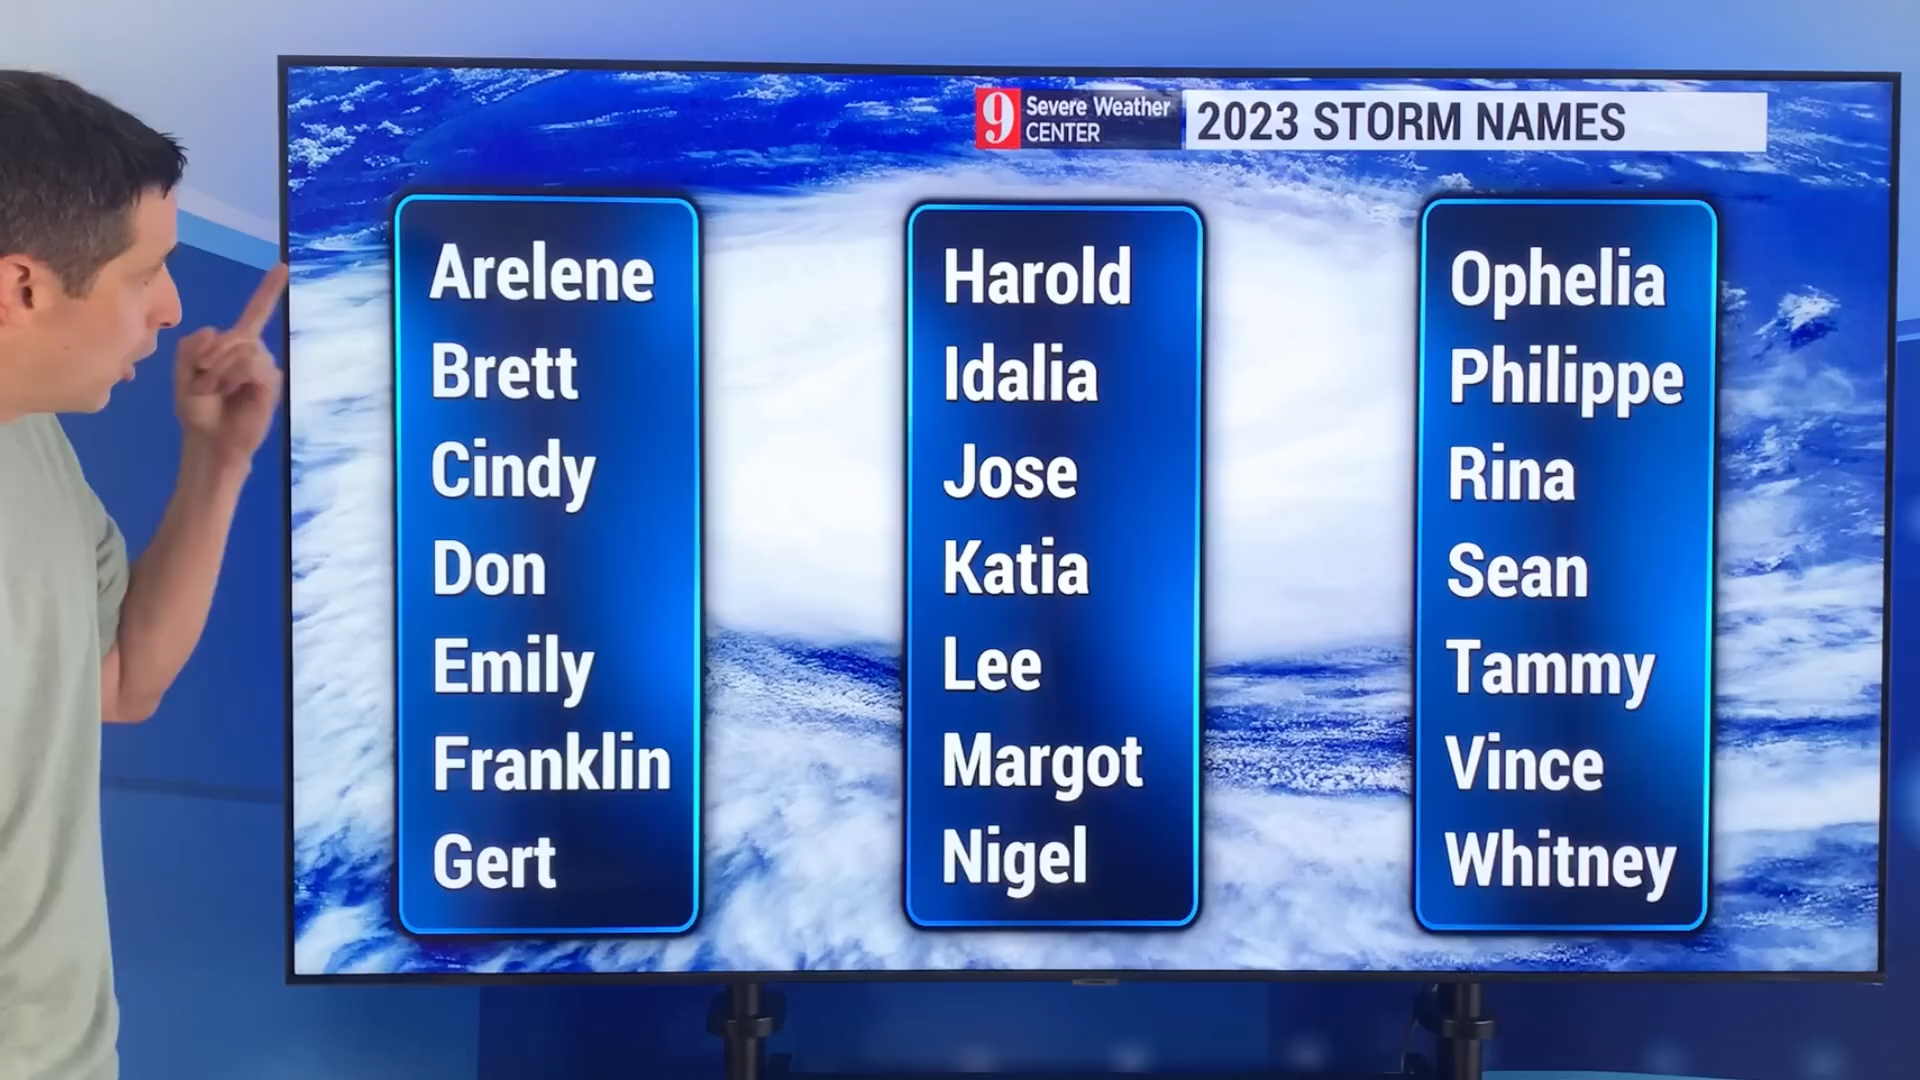 9 Severe Weather CENTER
2023 STORM NAMES
Arelene
Brett
Cindy
Don
Emily
Franklin
Gert
Harold
Idalia
Jose
Katia
Lee
Margot
Nigel
Ophelia
Philippe
Rina
Sean
Tammy
Vince
Whitney